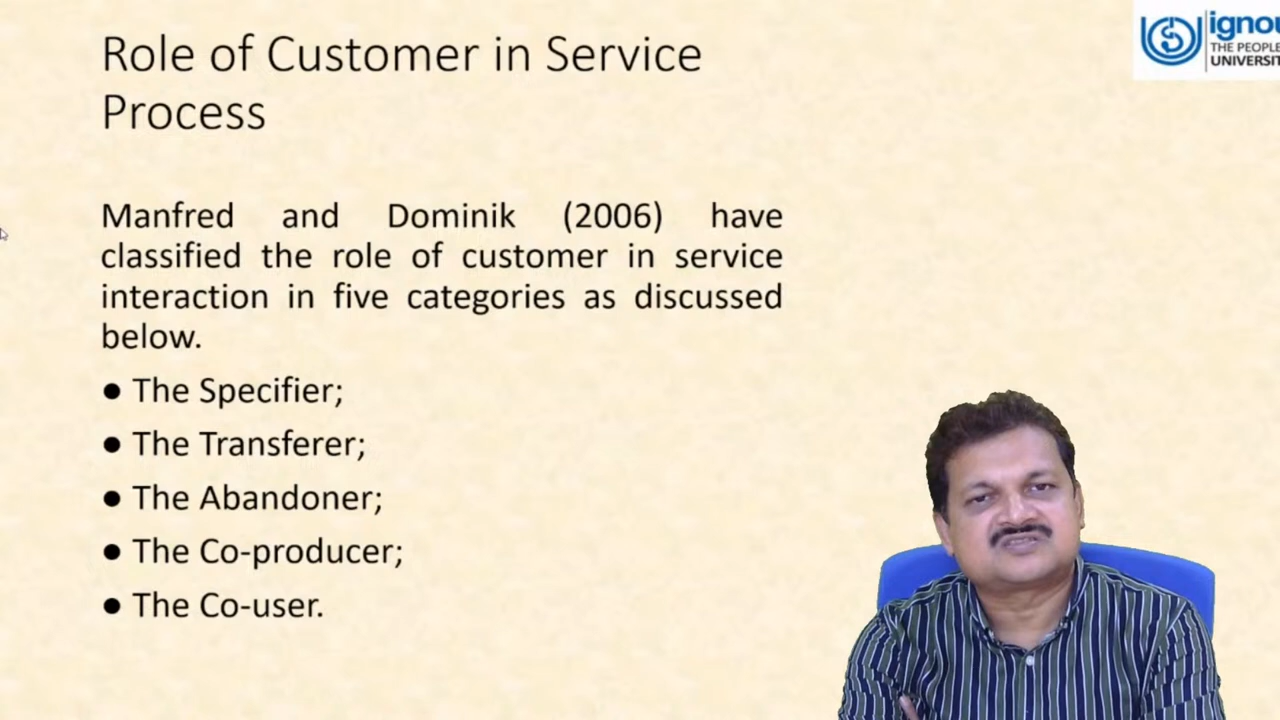 Role of Customer in Service
Process
Manfred and Dominik (2006) have
classified the role of customer in service
interaction in five categories as discussed
below.
● The Specifier;
● The Transferer;
● The Abandoner;
● The Co-producer;
● The Co-user.
ignou
THE PEOPLE
UNIVERSIT